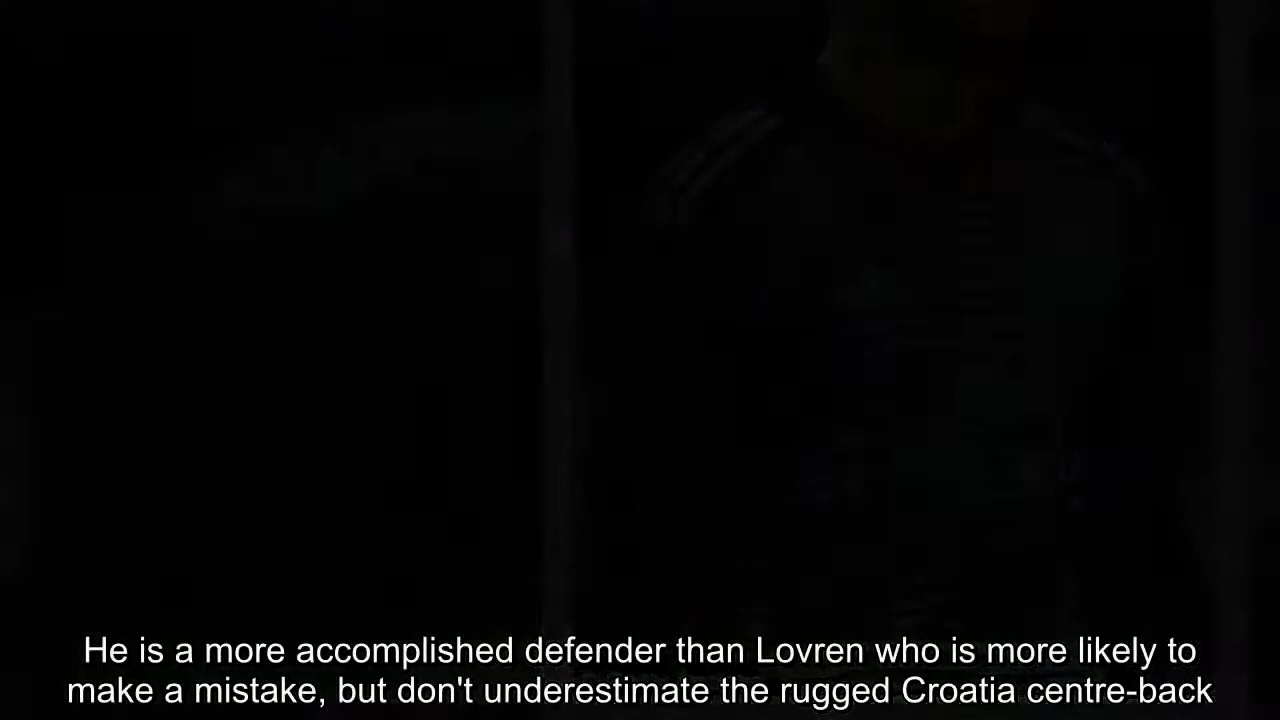 He is a more accomplished defender than Lovren who is more likely to
make a mistake, but don't underestimate the rugged Croatia centre-back